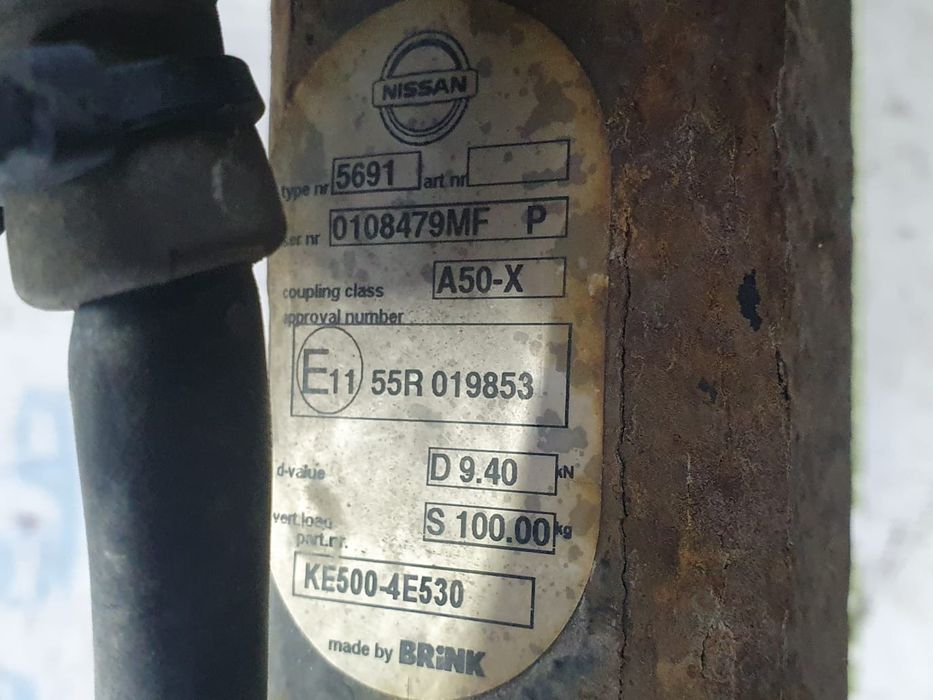 NISSAN
type nr 5691 art nr
ser nr 0108479MF P
coupling class A50-X
approval number
E11 55R 019853
d-value D 9.40 kN
vert.load S 100.00 kg
part.nr.
KE500-4E530
made by BRINK